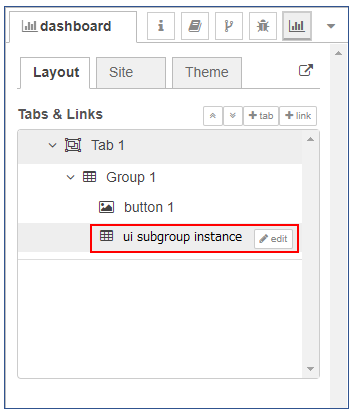 dashboard
Layout Site Theme
Tabs & Links +tab +link
Tab 1
Group 1
button 1
ui subgroup instance edit